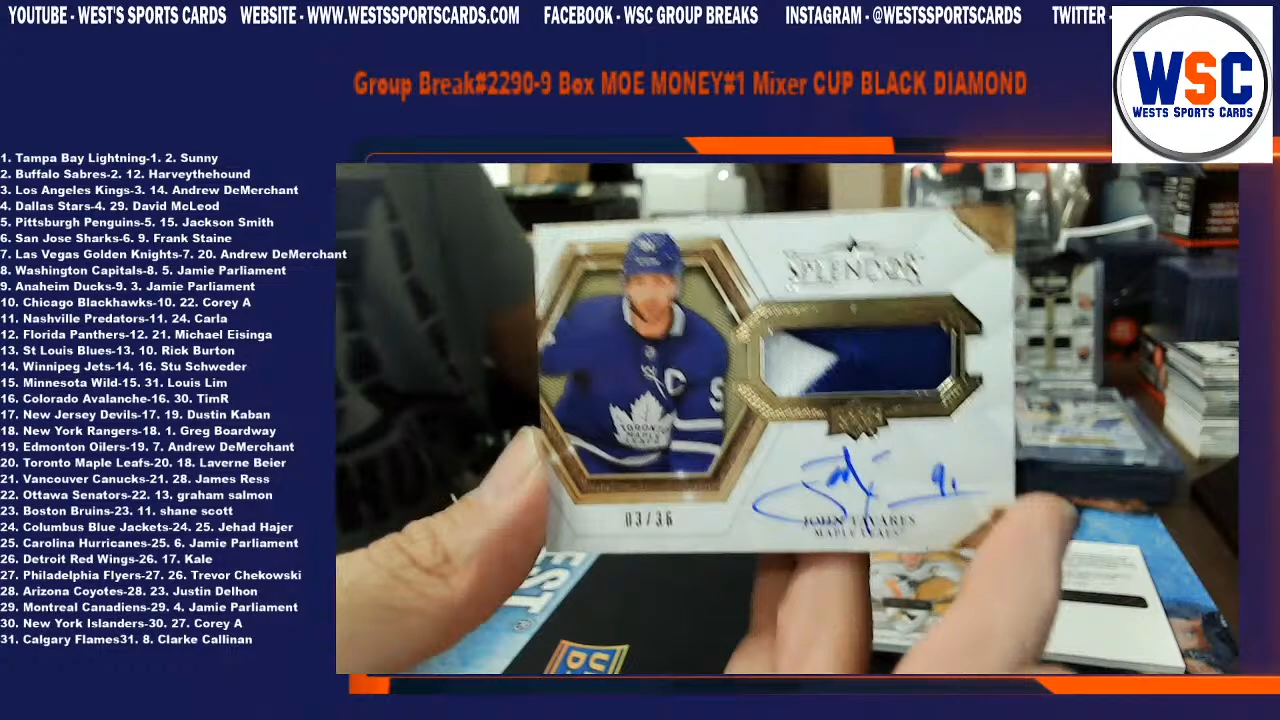 YOUTUBE - WEST'S SPORTS CARDS WEBSITE - WWW.WESTSSPORTSCARDS.COM FACEBOOK - WSC GROUP BREAKS INSTAGRAM - @WESTSSPORTSCARDS TWITTER -
WSC
WESTS SPORTS CARDS
Group Break#2290-9 Box MOE MONEY#1 Mixer CUP BLACK DIAMOND
1. Tampa Bay Lightning-1. 2. Sunny
2. Buffalo Sabres-2. 12. Harveythehound
3. Los Angeles Kings-3. 14. Andrew DeMerchant
4. Dallas Stars-4. 29. David McLeod
5. Pittsburgh Penguins-5. 15. Jackson Smith
6. San Jose Sharks-6. 9. Frank Staine
7. Las Vegas Golden Knights-7. 20. Andrew DeMerchant
8. Washington Capitals-8. 5. Jamie Parliament
9. Anaheim Ducks-9. 3. Jamie Parliament
10. Chicago Blackhawks-10. 22. Corey A
11. Nashville Predators-11. 24. Carla
12. Florida Panthers-12. 21. Michael Eisinga
13. St Louis Blues-13. 10. Rick Burton
14. Winnipeg Jets-14. 16. Stu Schweder
15. Minnesota Wild-15. 31. Louis Lim
16. Colorado Avalanche-16. 30. TimR
17. New Jersey Devils-17. 19. Dustin Kaban
18. New York Rangers-18. 1. Greg Boardway
19. Edmonton Oilers-19. 7. Andrew DeMerchant
20. Toronto Maple Leafs-20. 18. Laverne Beier
21. Vancouver Canucks-21. 28. James Ress
22. Ottawa Senators-22. 13. graham salmon
23. Boston Bruins-23. 11. shane scott
24. Columbus Blue Jackets-24. 25. Jehad Hajer
25. Carolina Hurricanes-25. 6. Jamie Parliament
26. Detroit Red Wings-26. 17. Kale
27. Philadelphia Flyers-27. 26. Trevor Chekowski
28. Arizona Coyotes-28. 23. Justin Delhon
29. Montreal Canadiens-29. 4. Jamie Parliament
30. New York Islanders-30. 27. Corey A
31. Calgary Flames31. 8. Clarke Callinan
SPLENDOR
C
TORONTO
MAPLE
LEAFS
03/36
91
JOHN TAVARES
MAPLE LEAFS